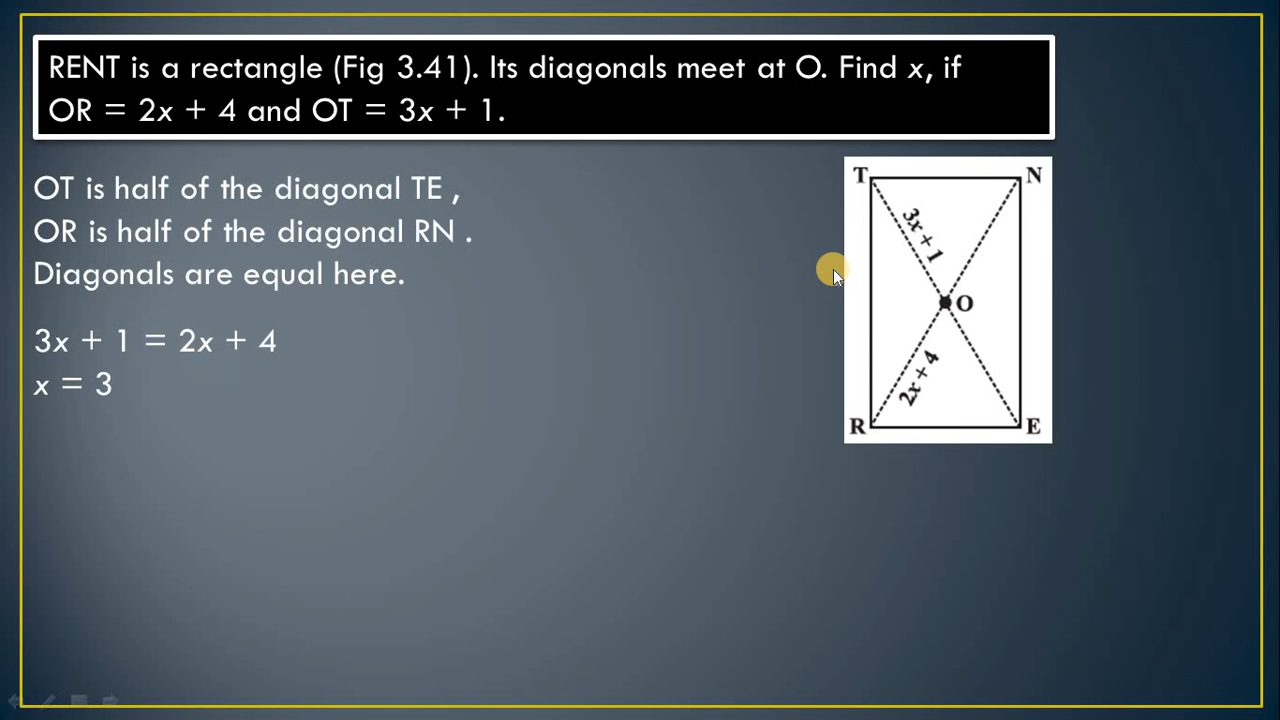 RENT is a rectangle (Fig 3.41). Its diagonals meet at O. Find x, if
OR = 2x + 4 and OT = 3x + 1.
OT is half of the diagonal TE ,
OR is half of the diagonal RN .
Diagonals are equal here.
3x + 1 = 2x + 4
x = 3
T
N
3x + 1
O
2x + 4
R
E